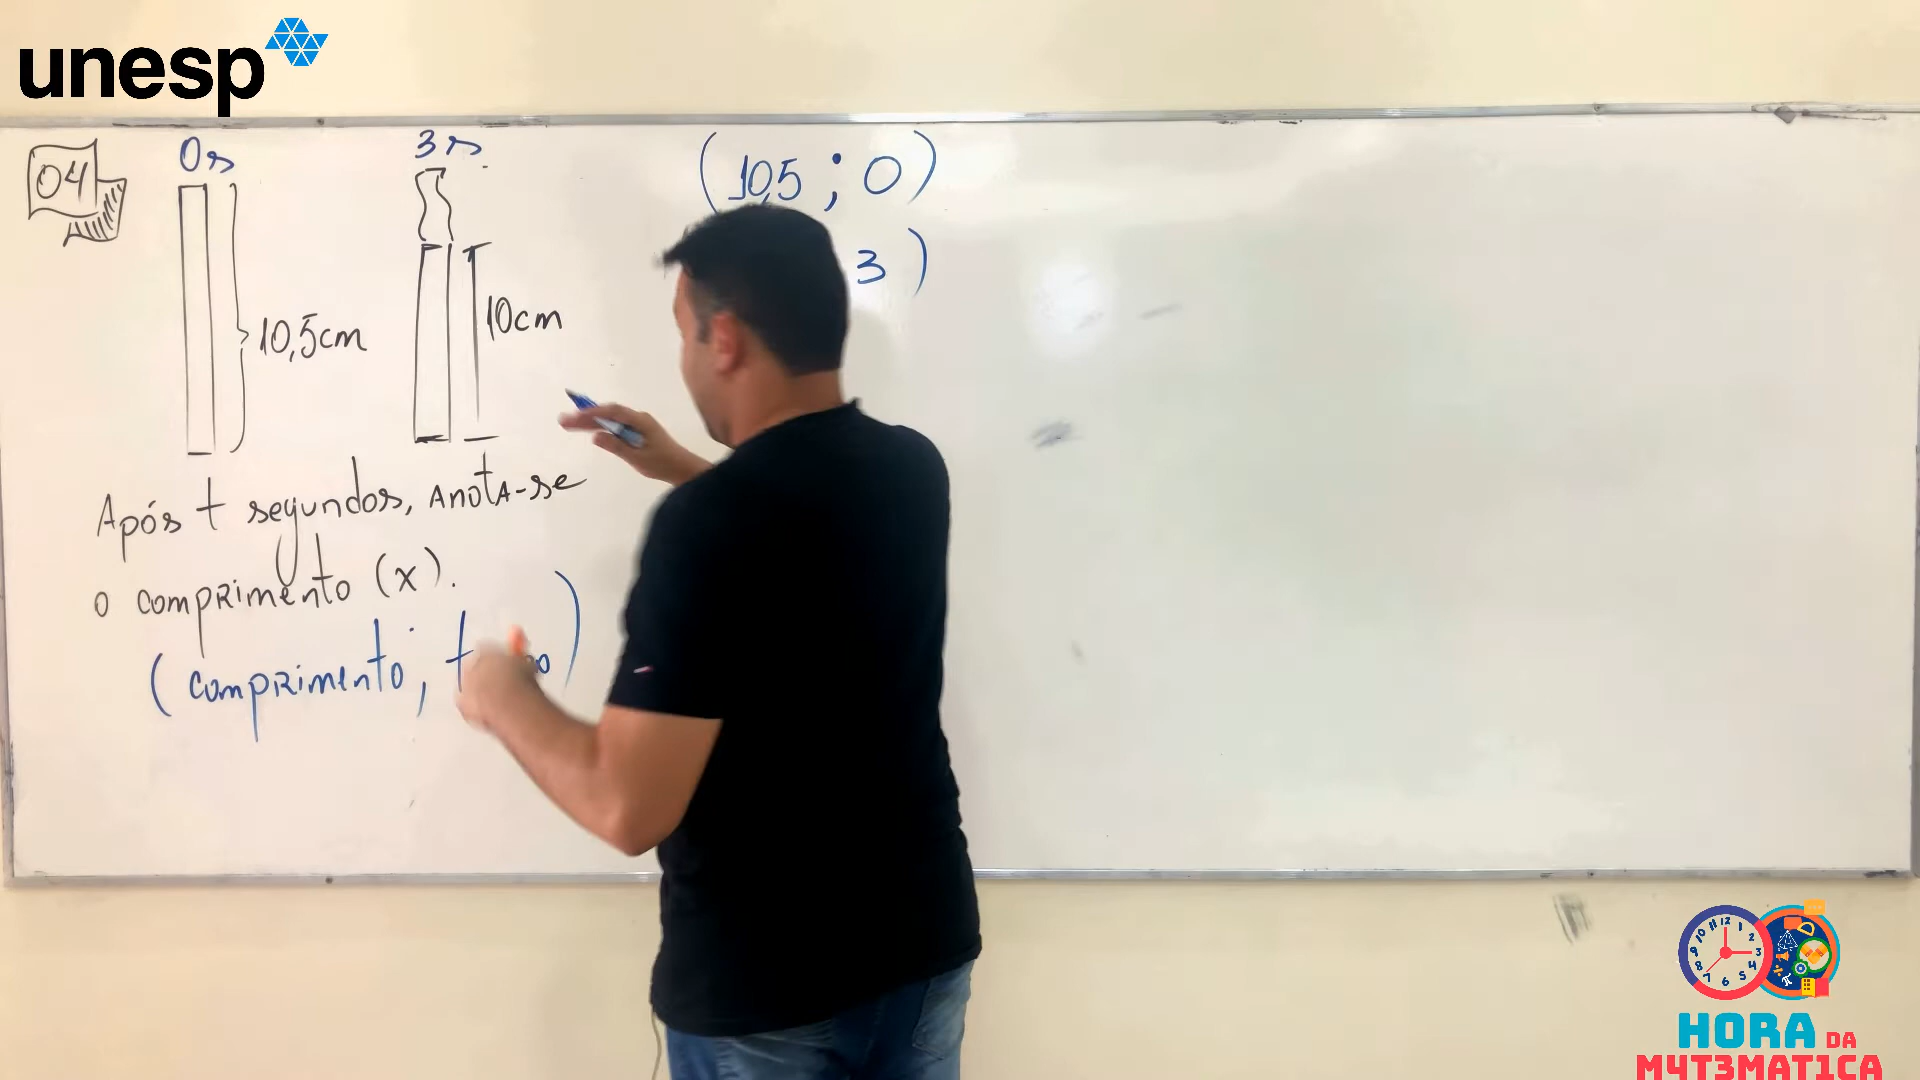 unesp
04
0s
3s
(10,5 ; 0)
3 )
10,5cm
10cm
Após t segundos, anota-se
o comprimento (x).
(comprimento; t )
HORA DA
M4T3MAT1CA